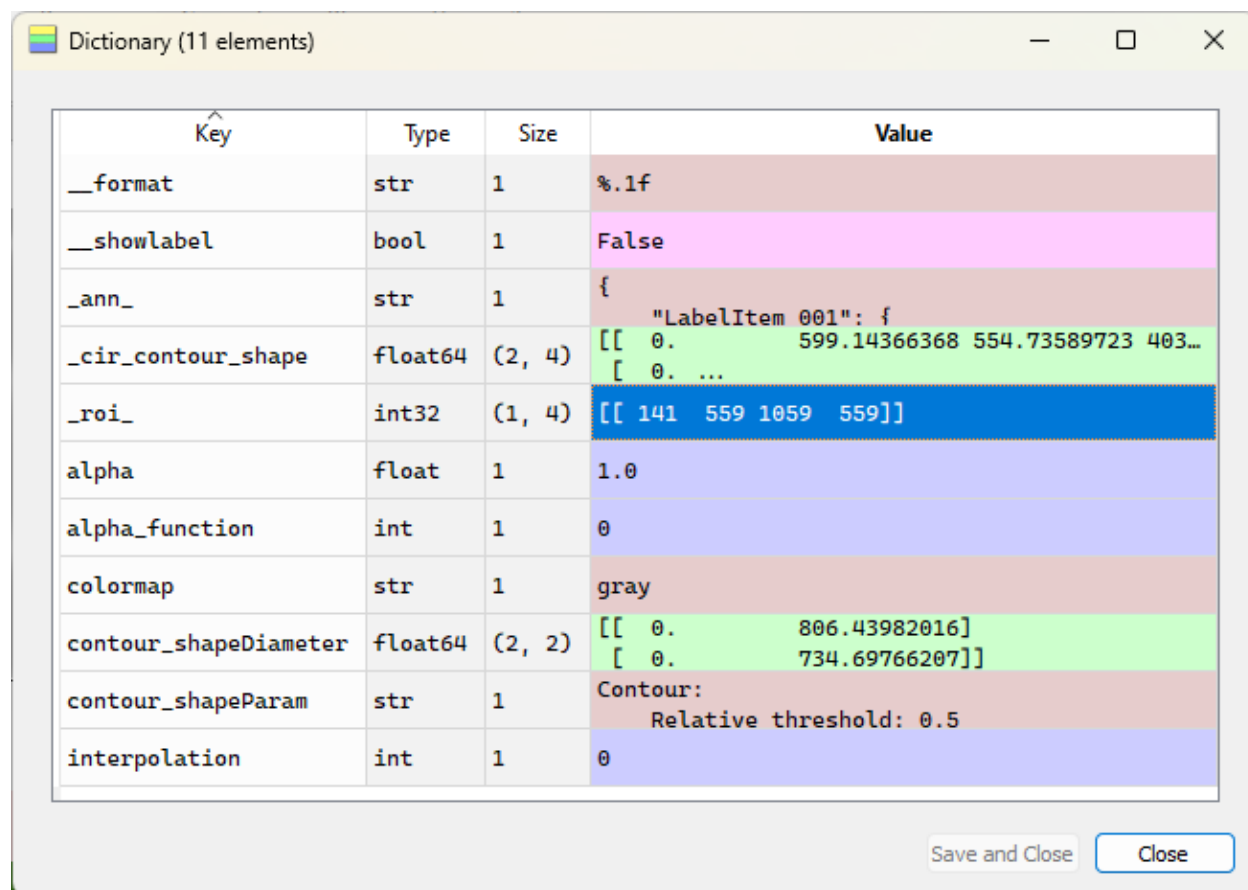 Dictionary (11 elements)
Key Type Size Value
__format str 1 %.1f
__showlabel bool 1 False
_ann_ str 1 {
"LabelItem 001": {
_cir_contour_shape float64 (2, 4) [[ 0. 599.14366368 554.73589723 403…
[ 0. ...
_roi_ int32 (1, 4) [[ 141 559 1059 559]]
alpha float 1 1.0
alpha_function int 1 0
colormap str 1 gray
contour_shapeDiameter float64 (2, 2) [[ 0. 806.43982016]
[ 0. 734.69766207]]
contour_shapeParam str 1 Contour:
Relative threshold: 0.5
interpolation int 1 0
Save and Close Close